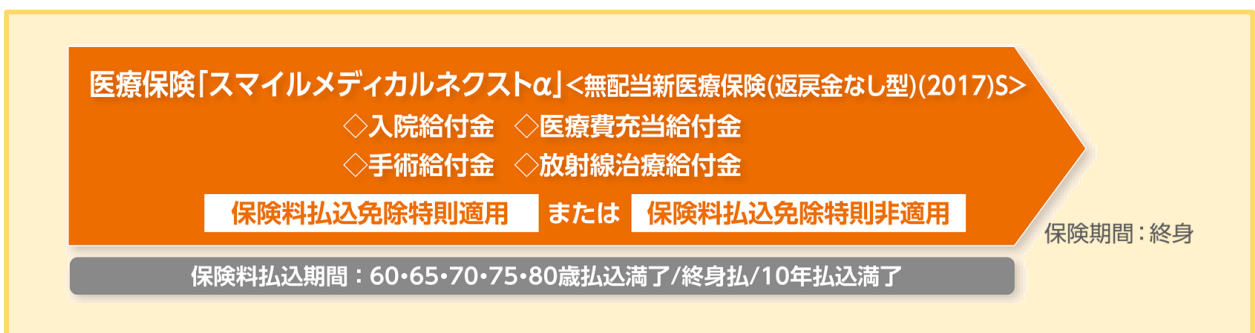 医療保険「スマイルメディカルネクストα」<無配当新医療保険(返戻金なし型)(2017)S>
◇入院給付金 ◇医療費充当給付金
◇手術給付金 ◇放射線治療給付金
保険料払込免除特則適用 または 保険料払込免除特則非適用
保険期間：終身
保険料払込期間：60・65・70・75・80歳払込満了/終身払/10年払込満了